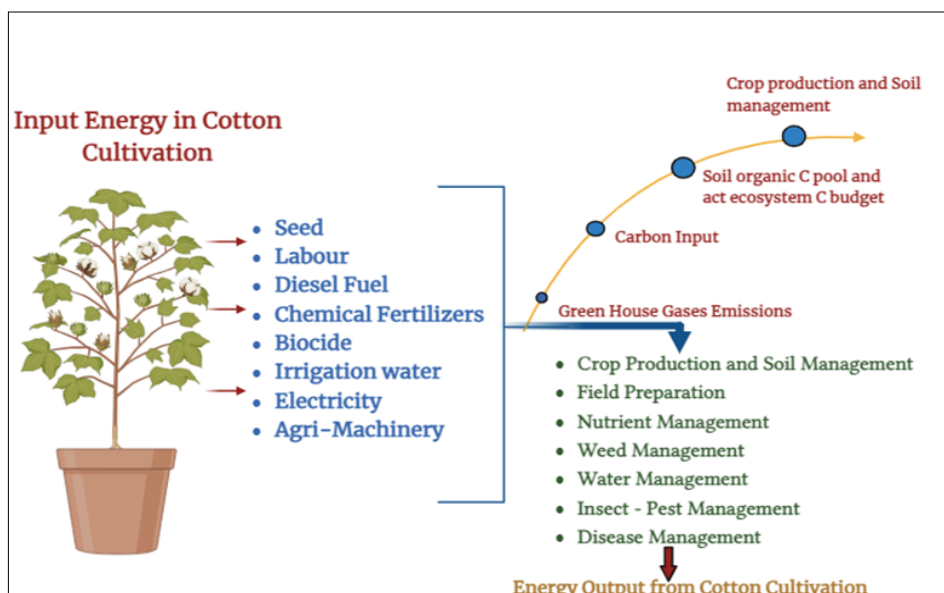 Input Energy in Cotton
Cultivation
• Seed
• Labour
• Diesel Fuel
• Chemical Fertilizers
• Biocide
• Irrigation water
• Electricity
• Agri-Machinery
Crop production and Soil
management
Soil organic C pool and
act ecosystem C budget
Carbon Input
Green House Gases Emissions
• Crop Production and Soil Management
• Field Preparation
• Nutrient Management
• Weed Management
• Water Management
• Insect - Pest Management
• Disease Management
Energy Output from Cotton Cultivation